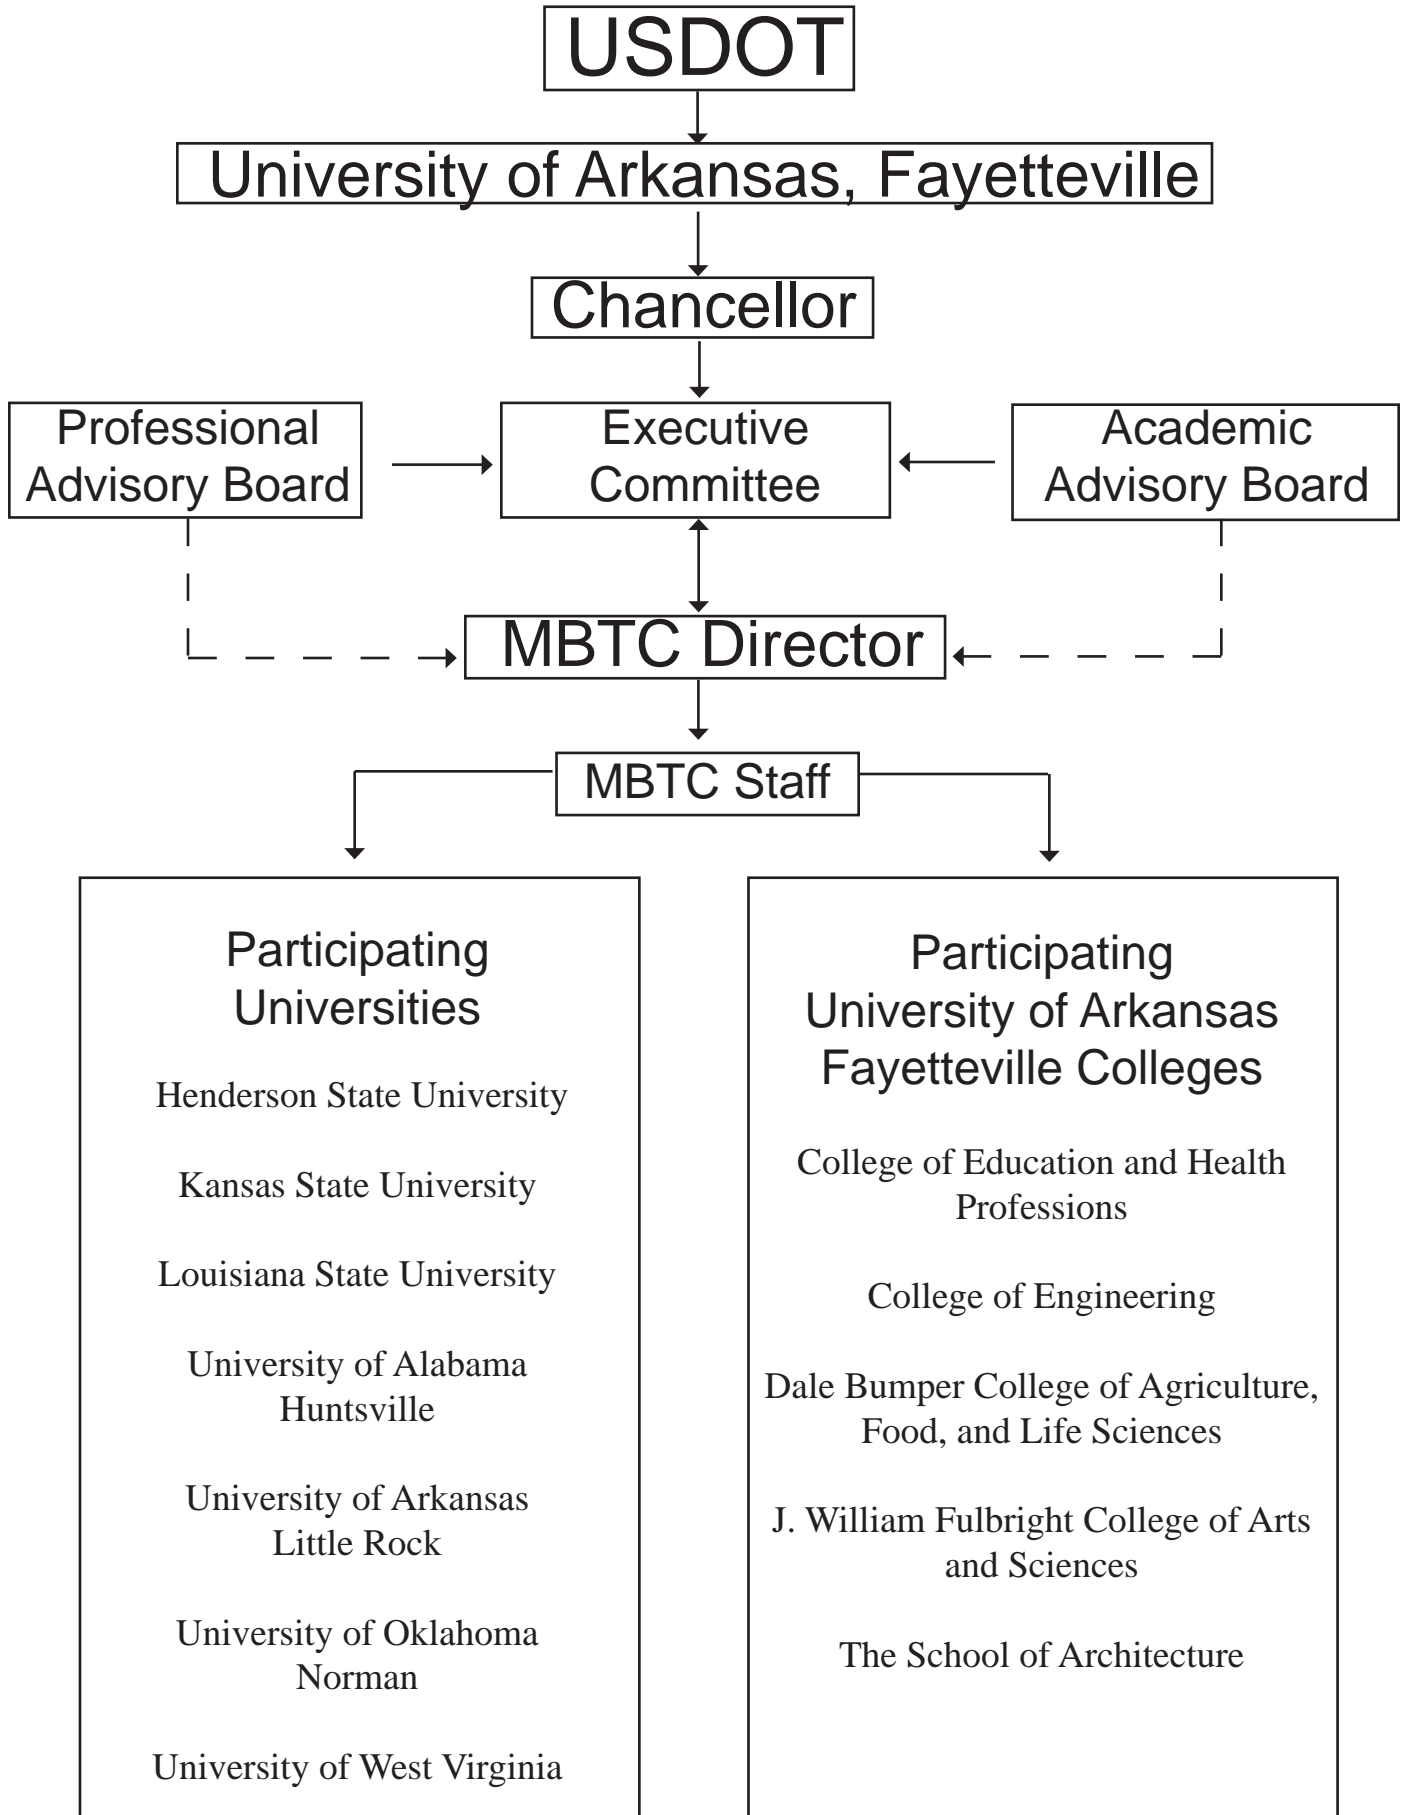 USDOT
University of Arkansas, Fayetteville
Chancellor
Professional
Advisory Board
Executive
Committee
Academic
Advisory Board
MBTC Director
MBTC Staff
Participating
Universities
Henderson State University
Kansas State University
Louisiana State University
University of Alabama
Huntsville
University of Arkansas
Little Rock
University of Oklahoma
Norman
University of West Virginia
Participating
University of Arkansas
Fayetteville Colleges
College of Education and Health
Professions
College of Engineering
Dale Bumper College of Agriculture,
Food, and Life Sciences
J. William Fulbright College of Arts
and Sciences
The School of Architecture